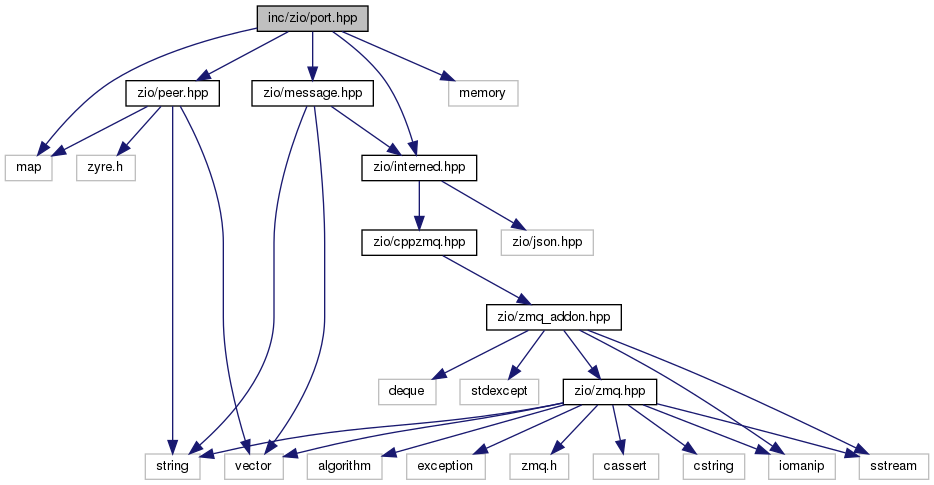 inc/zio/port.hpp
zio/peer.hpp
zio/message.hpp
memory
map
zyre.h
zio/interned.hpp
zio/cppzmq.hpp
zio/json.hpp
zio/zmq_addon.hpp
deque
stdexcept
zio/zmq.hpp
string
vector
algorithm
exception
zmq.h
cassert
cstring
iomanip
sstream